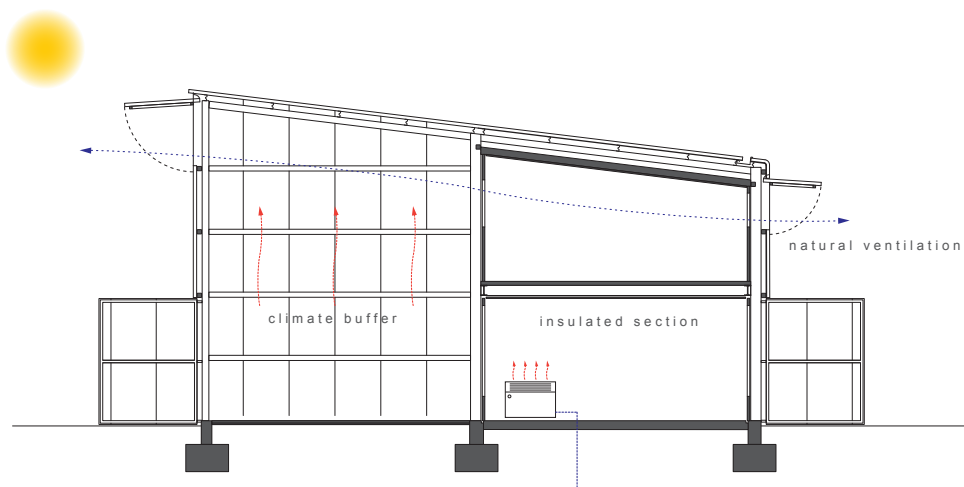 natural ventilation
climate buffer
insulated section